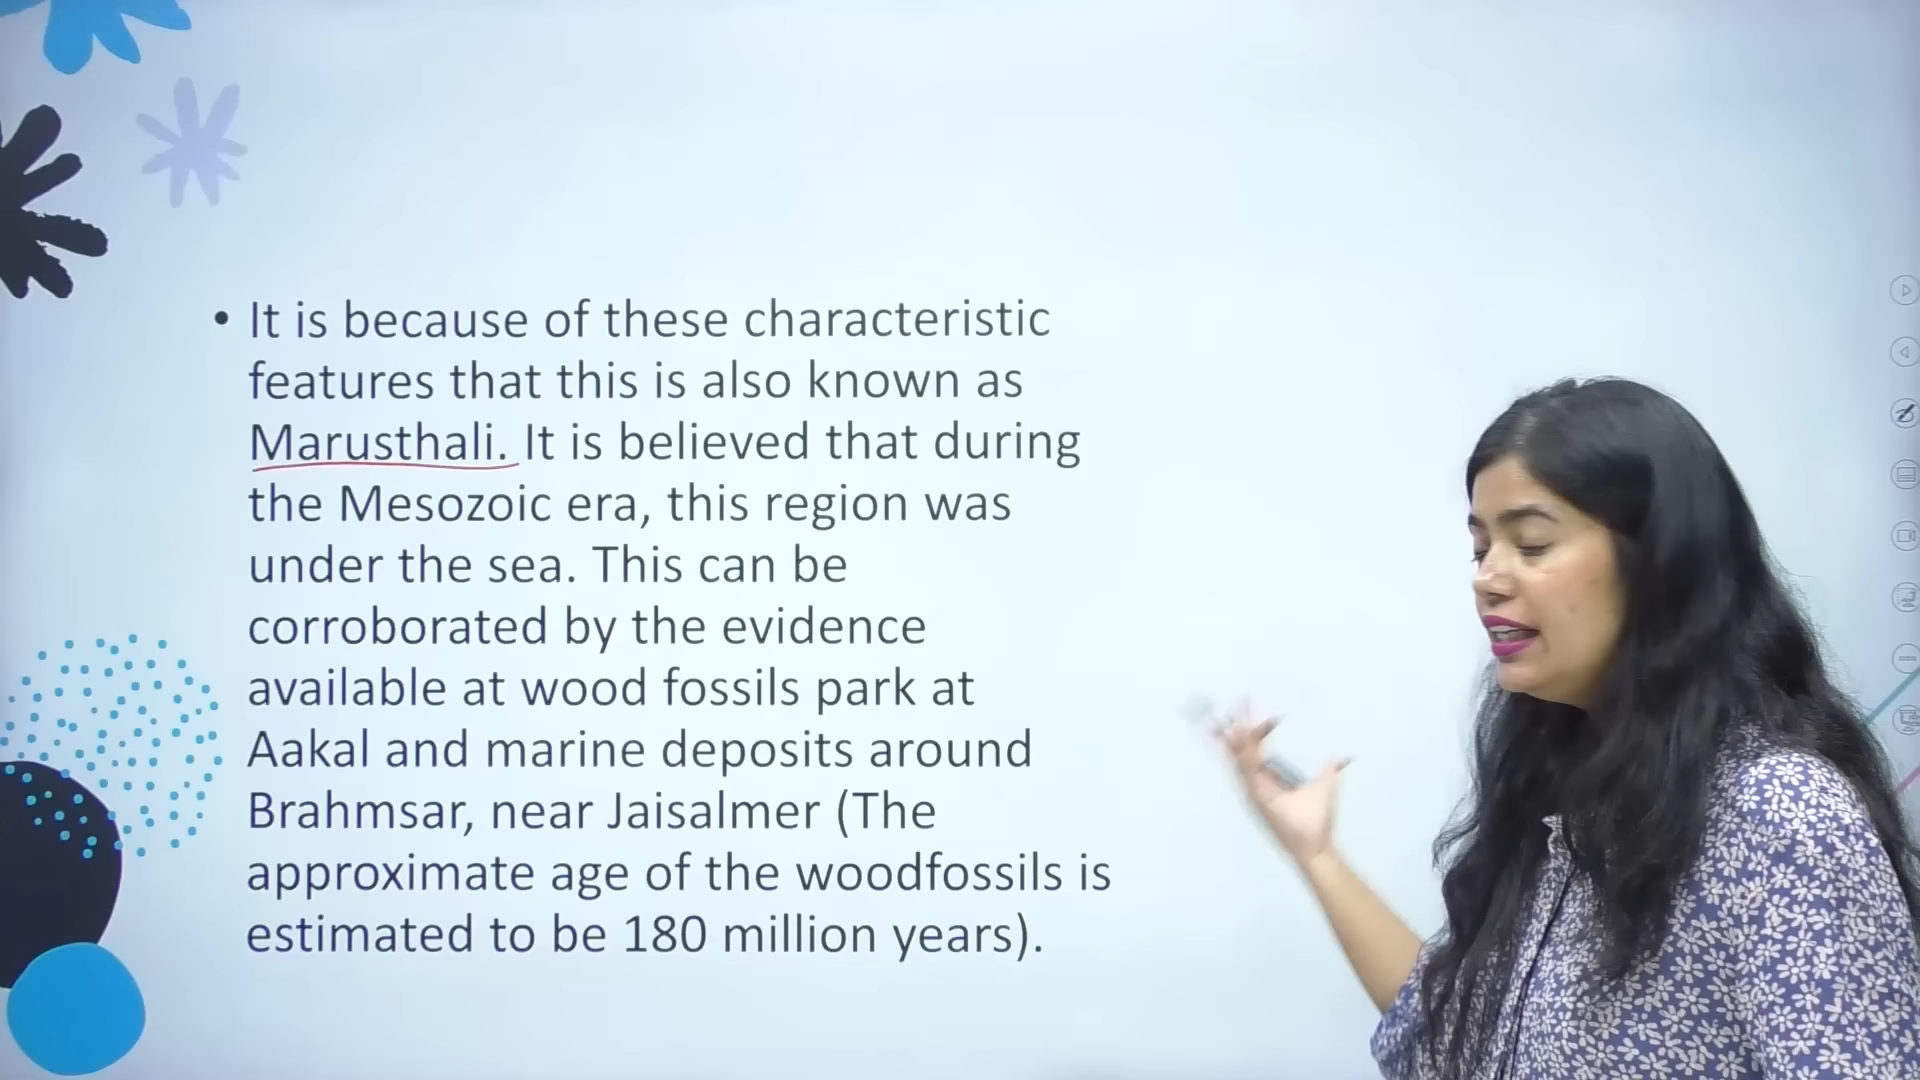 • It is because of these characteristic
features that this is also known as
Marusthali. It is believed that during
the Mesozoic era, this region was
under the sea. This can be
corroborated by the evidence
available at wood fossils park at
Aakal and marine deposits around
Brahmsar, near Jaisalmer (The
approximate age of the woodfossils is
estimated to be 180 million years).